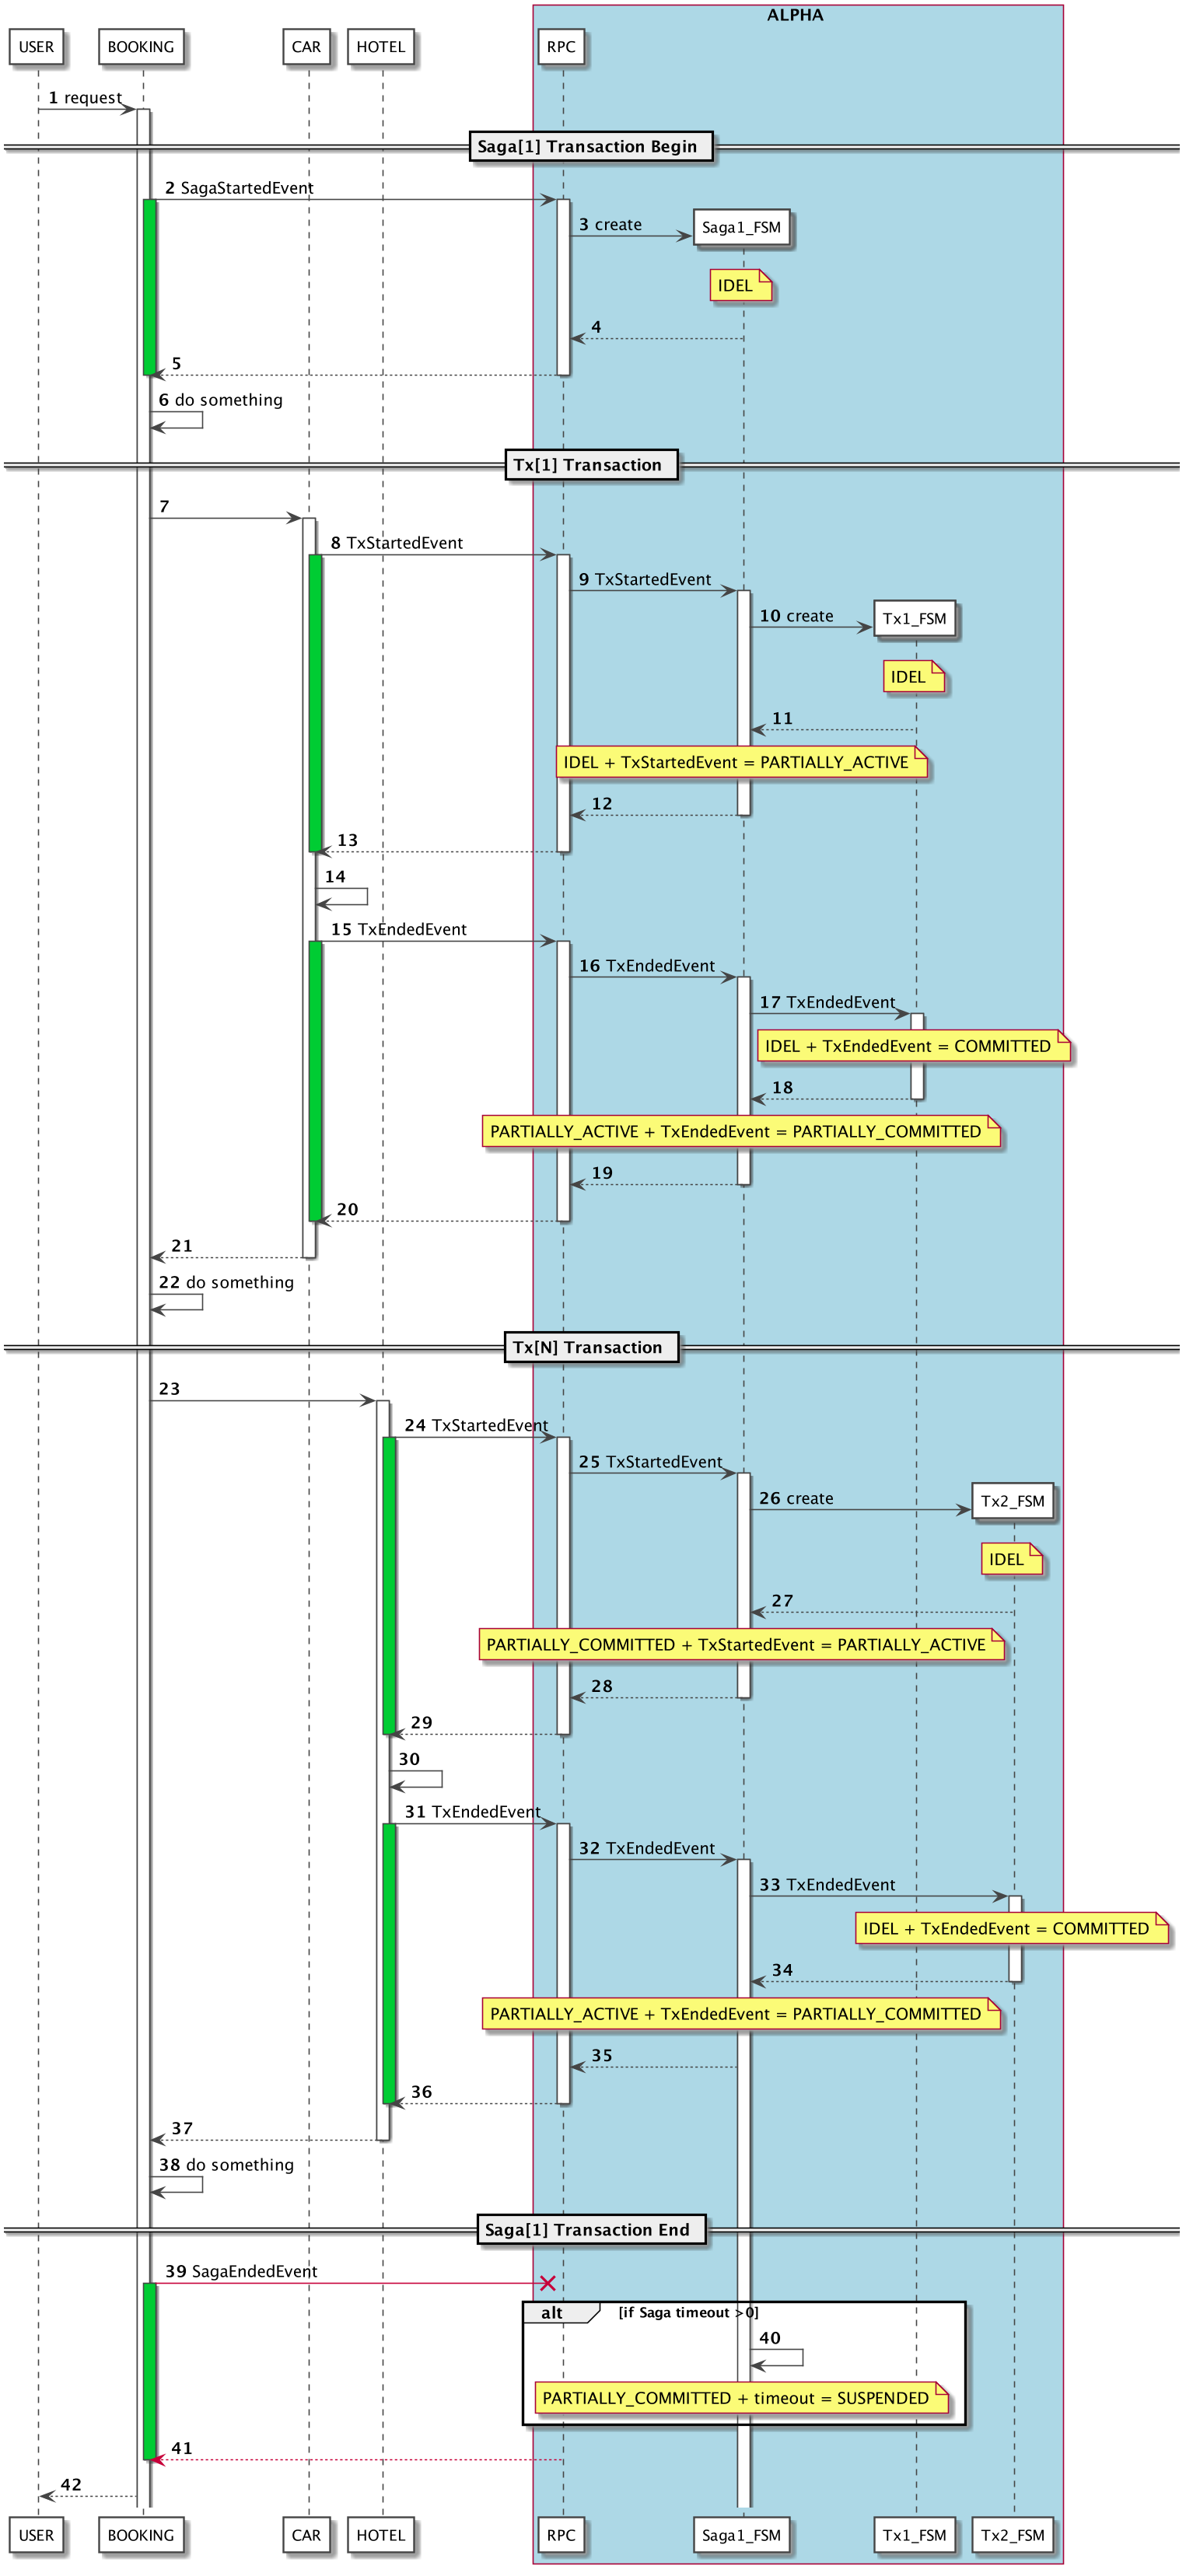 ALPHA
USER
BOOKING
CAR
HOTEL
RPC
1 request
Saga[1] Transaction Begin
2 SagaStartedEvent
3 create
Saga1_FSM
IDEL
4
5
6 do something
Tx[1] Transaction
7
8 TxStartedEvent
9 TxStartedEvent
10 create
Tx1_FSM
IDEL
11
IDEL + TxStartedEvent = PARTIALLY_ACTIVE
12
13
14
15 TxEndedEvent
16 TxEndedEvent
17 TxEndedEvent
IDEL + TxEndedEvent = COMMITTED
18
PARTIALLY_ACTIVE + TxEndedEvent = PARTIALLY_COMMITTED
19
20
21
22 do something
Tx[N] Transaction
23
24 TxStartedEvent
25 TxStartedEvent
26 create
Tx2_FSM
IDEL
27
PARTIALLY_COMMITTED + TxStartedEvent = PARTIALLY_ACTIVE
28
29
30
31 TxEndedEvent
32 TxEndedEvent
33 TxEndedEvent
IDEL + TxEndedEvent = COMMITTED
34
PARTIALLY_ACTIVE + TxEndedEvent = PARTIALLY_COMMITTED
35
36
37
38 do something
Saga[1] Transaction End
39 SagaEndedEvent
alt [if Saga timeout >0]
40
PARTIALLY_COMMITTED + timeout = SUSPENDED
41
42
USER
BOOKING
CAR
HOTEL
RPC
Saga1_FSM
Tx1_FSM
Tx2_FSM